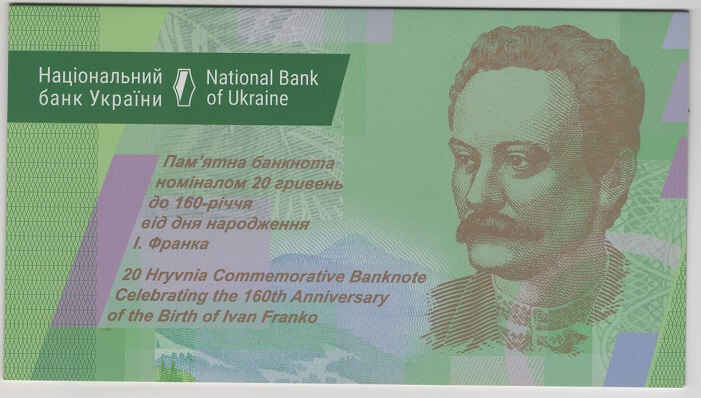 Національний
банк України
National Bank
of Ukraine
Пам'ятна банкнота
номіналом 20 гривень
до 160-річчя
від дня народження
І. Франка
20 Hryvnia Commemorative Banknote
Celebrating the 160th Anniversary
of the Birth of Ivan Franko